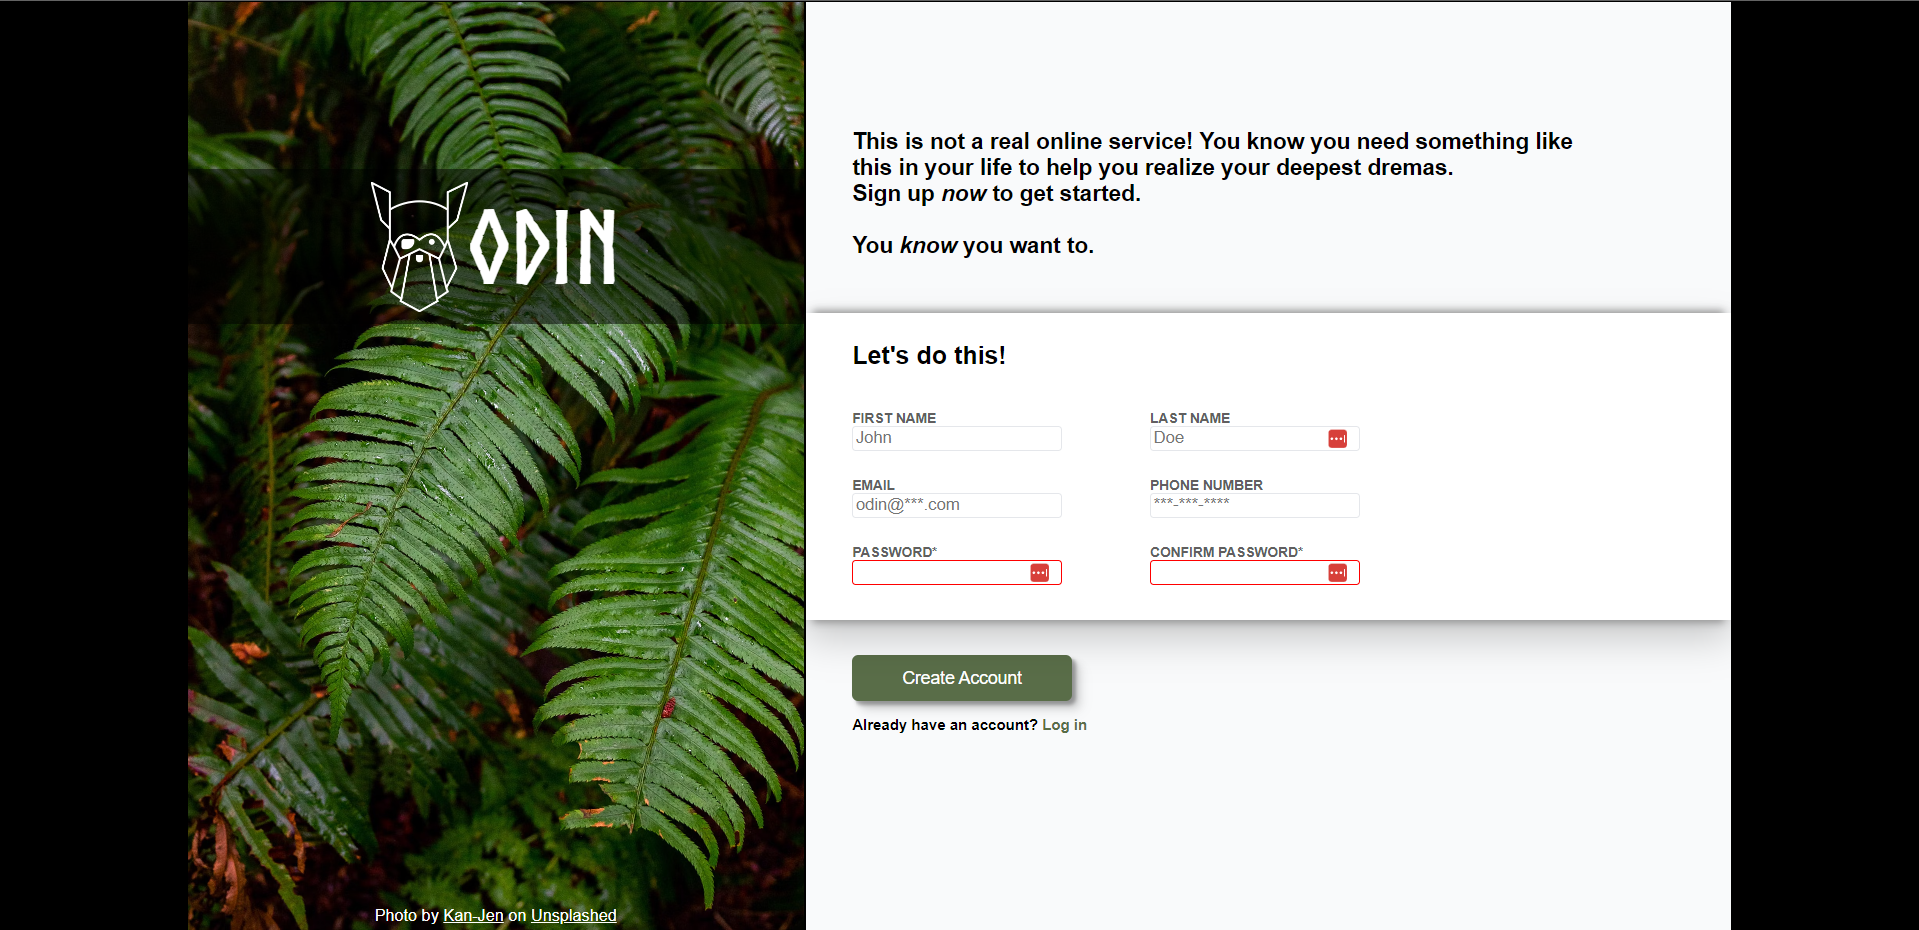 ODIN
Photo by Kan-Jen on Unsplashed
This is not a real online service! You know you need something like
this in your life to help you realize your deepest dremas.
Sign up now to get started.
You know you want to.
Let's do this!
FIRST NAME
John
LAST NAME
Doe
EMAIL
odin@***.com
PHONE NUMBER
***-***-****
PASSWORD*
CONFIRM PASSWORD*
Create Account
Already have an account? Log in